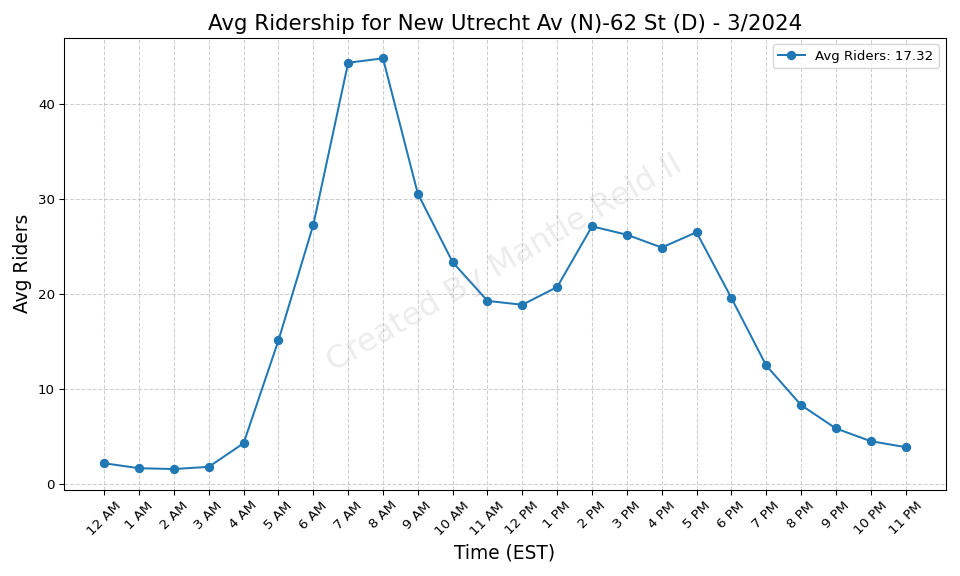 Avg Ridership for New Utrecht Av (N)-62 St (D) - 3/2024
Avg Riders: 17.32
Avg Riders
40
30
20
10
0
Created By Mantie Reid II
12 AM
1 AM
2 AM
3 AM
4 AM
5 AM
6 AM
7 AM
8 AM
9 AM
10 AM
11 AM
12 PM
1 PM
2 PM
3 PM
4 PM
5 PM
6 PM
7 PM
8 PM
9 PM
10 PM
11 PM
Time (EST)